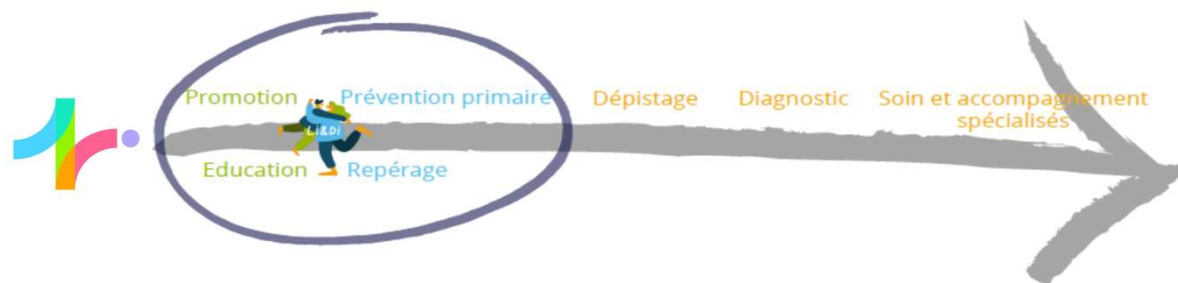 Promotion
Prévention primaire
Dépistage
Diagnostic
Soin et accompagnement
spécialisés
Li&Di
Education
Repérage